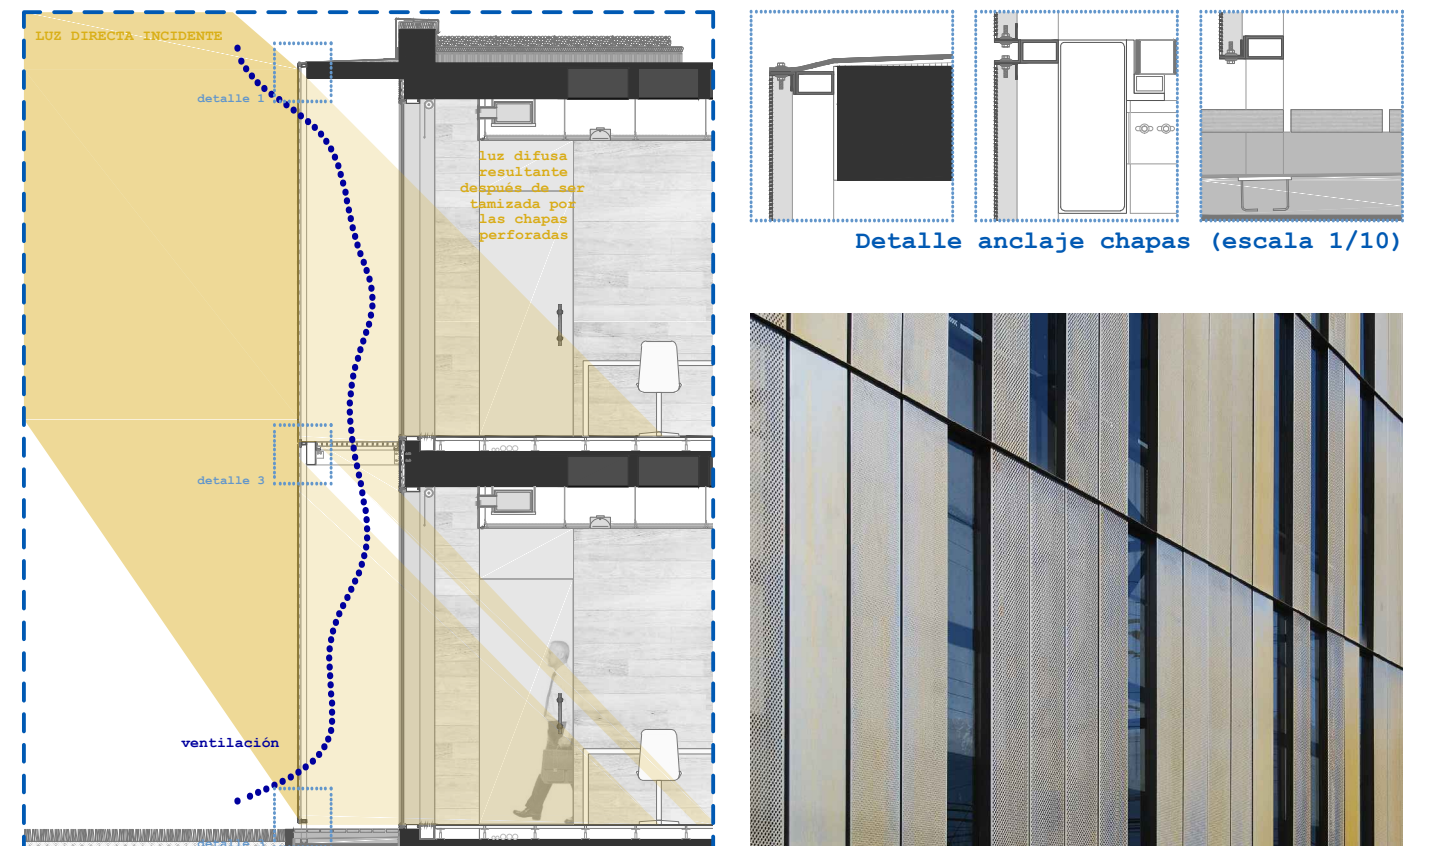 LUZ DIRECTA INCIDENTE
detalle 1
luz difusa
resultante
después de ser
tamizada por
las chapas
perforadas
detalle 3
ventilación
Detalle anclaje chapas (escala 1/10)